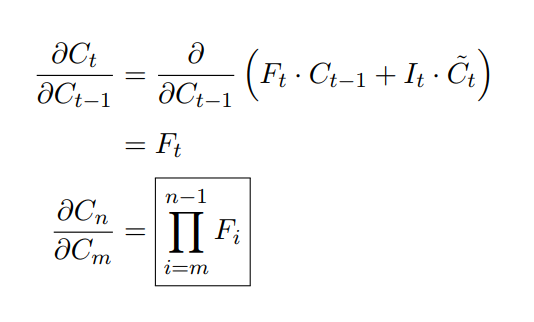 ∂C_t/∂C_{t−1} = ∂/∂C_{t−1} (F_t · C_{t−1} + I_t · C̃_t)
= F_t
∂C_n/∂C_m = ∏_{i=m}^{n−1} F_i